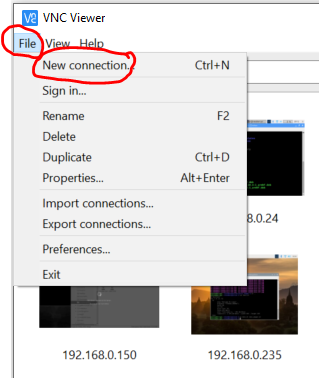 VNC Viewer
File View Help
New connection... Ctrl+N
Sign in...
Rename F2
Delete
Duplicate Ctrl+D
Properties... Alt+Enter
Import connections...
Export connections...
Preferences...
Exit
8.0.24
192.168.0.150 192.168.0.235